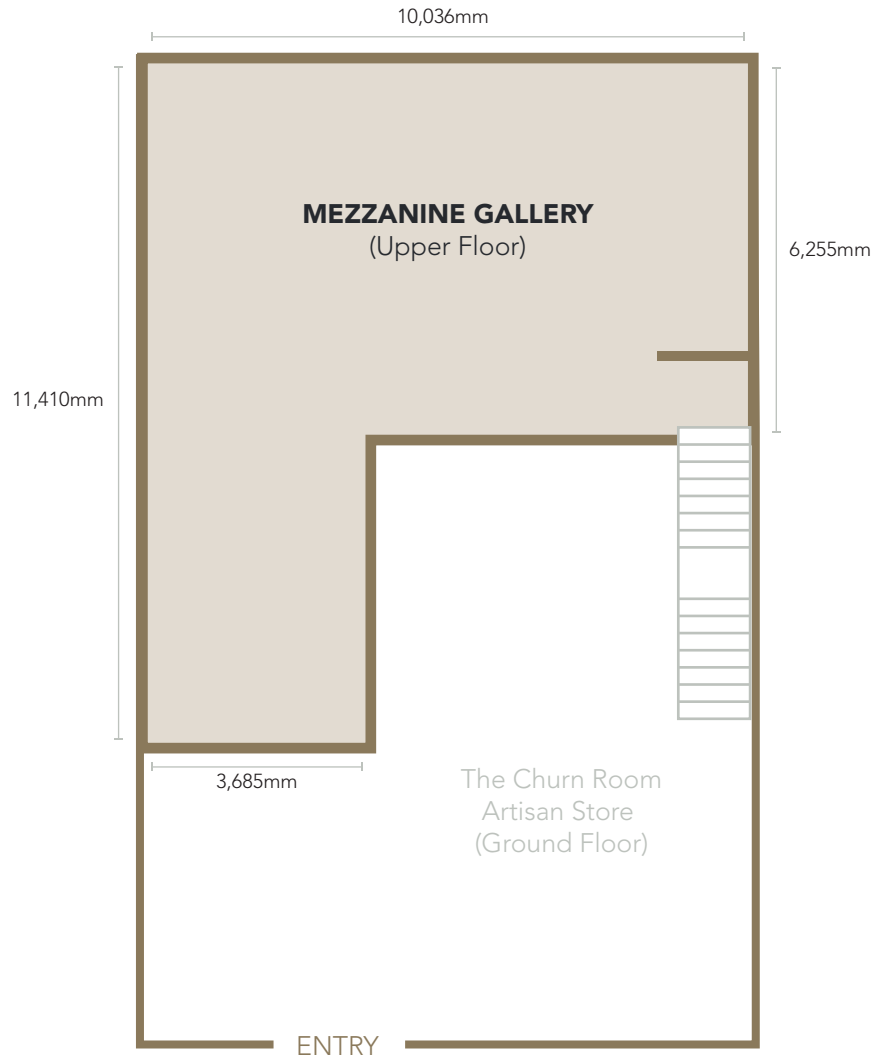 10,036mm
MEZZANINE GALLERY
(Upper Floor)
6,255mm
11,410mm
3,685mm
The Churn Room
Artisan Store
(Ground Floor)
ENTRY